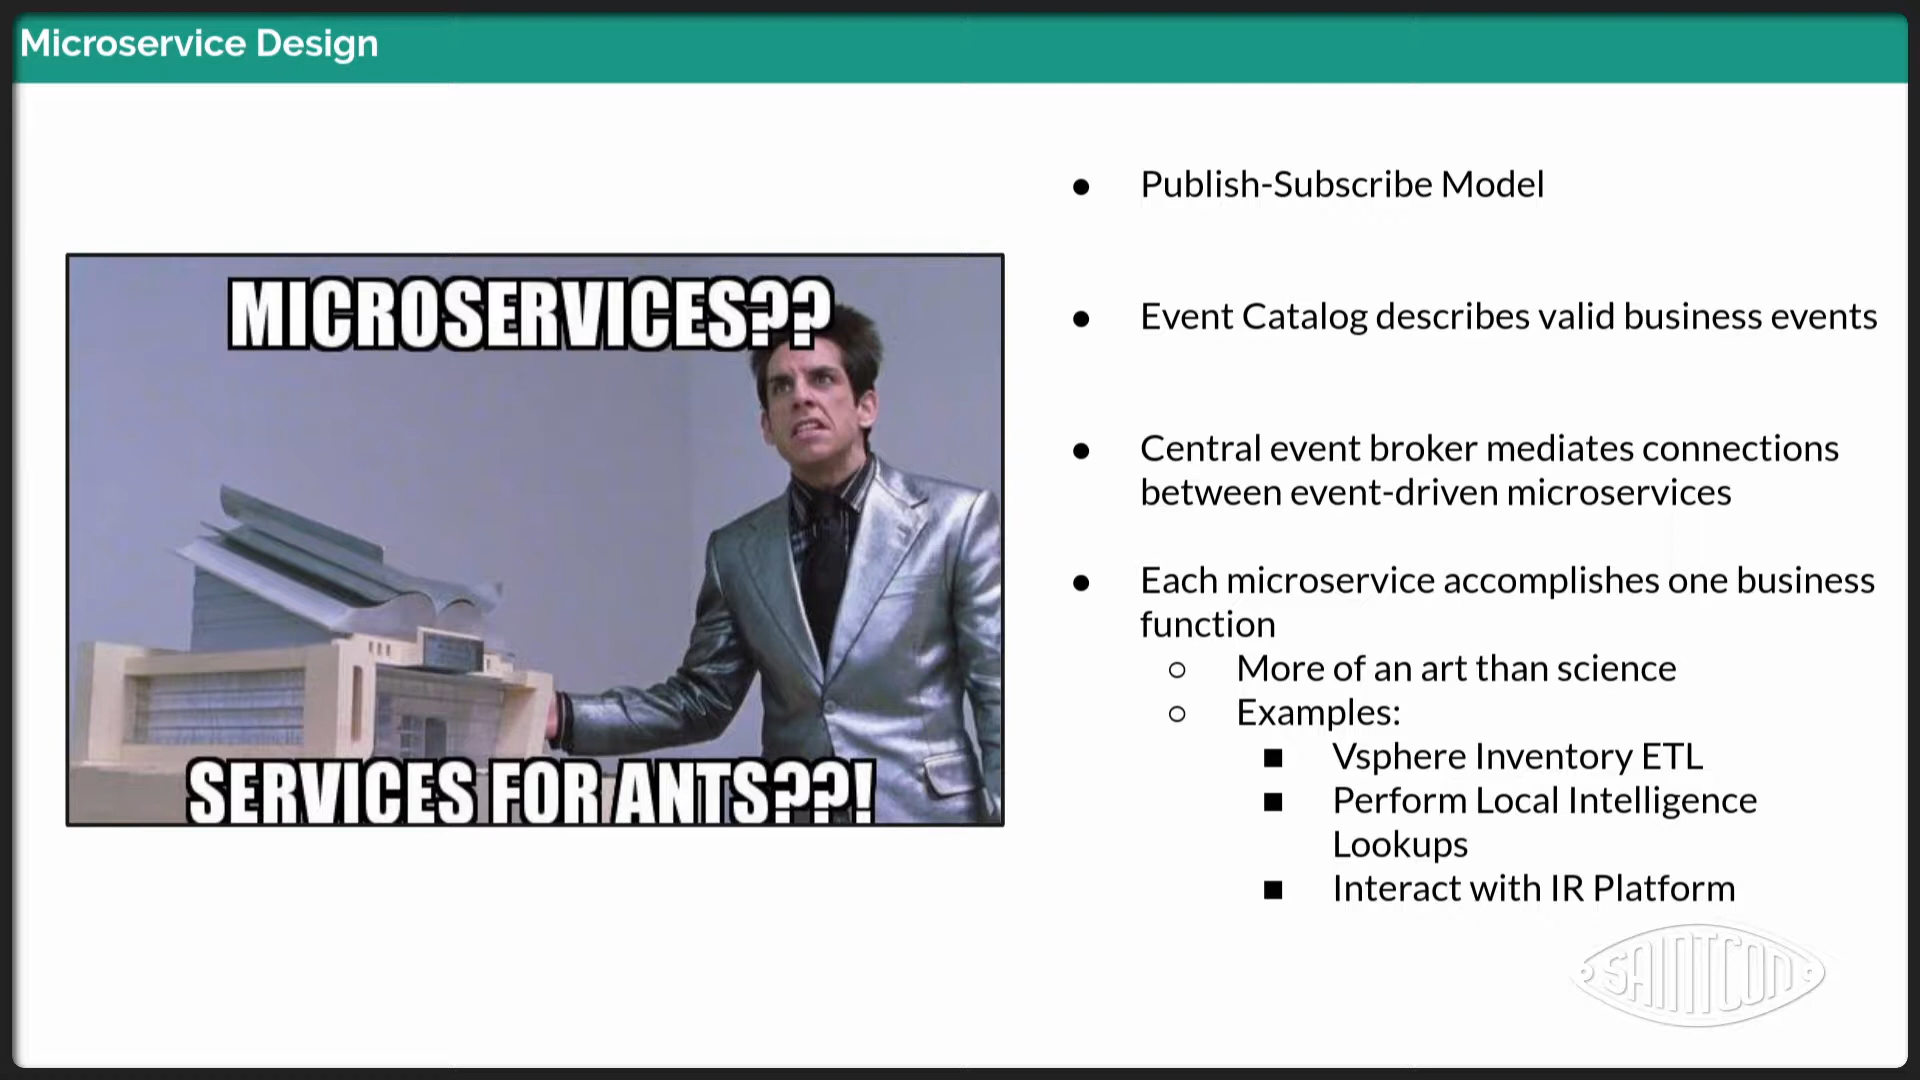 Microservice Design
MICROSERVICES??
SERVICES FOR ANTS??!
● Publish-Subscribe Model
● Event Catalog describes valid business events
● Central event broker mediates connections
between event-driven microservices
● Each microservice accomplishes one business
function
○ More of an art than science
○ Examples:
■ Vsphere Inventory ETL
■ Perform Local Intelligence
Lookups
■ Interact with IR Platform
SAINTCON